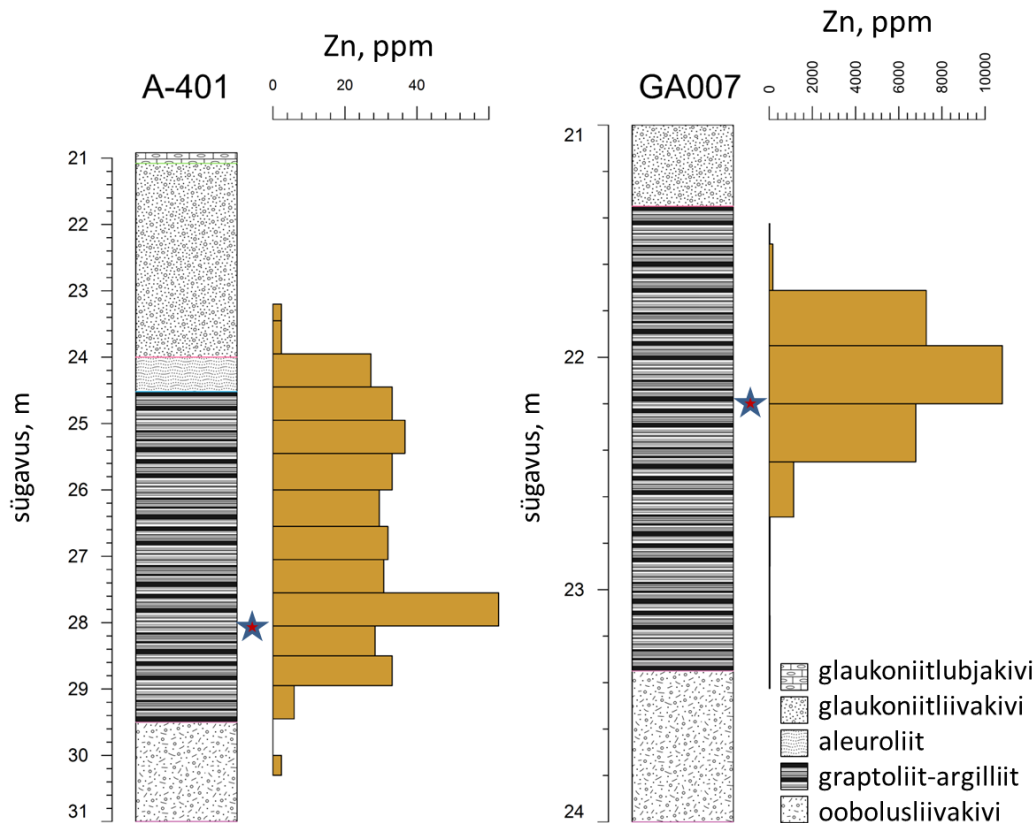 Zn, ppm
A-401
0
20
40
sügavus, m
21
22
23
24
25
26
27
28
29
30
31
Zn, ppm
GA007
0
2000
4000
6000
8000
10000
sügavus, m
21
22
23
24
glaukoniitlubjakivi
glaukoniitliivakivi
aleuroliit
graptoliit-argilliit
oobolusliivakivi